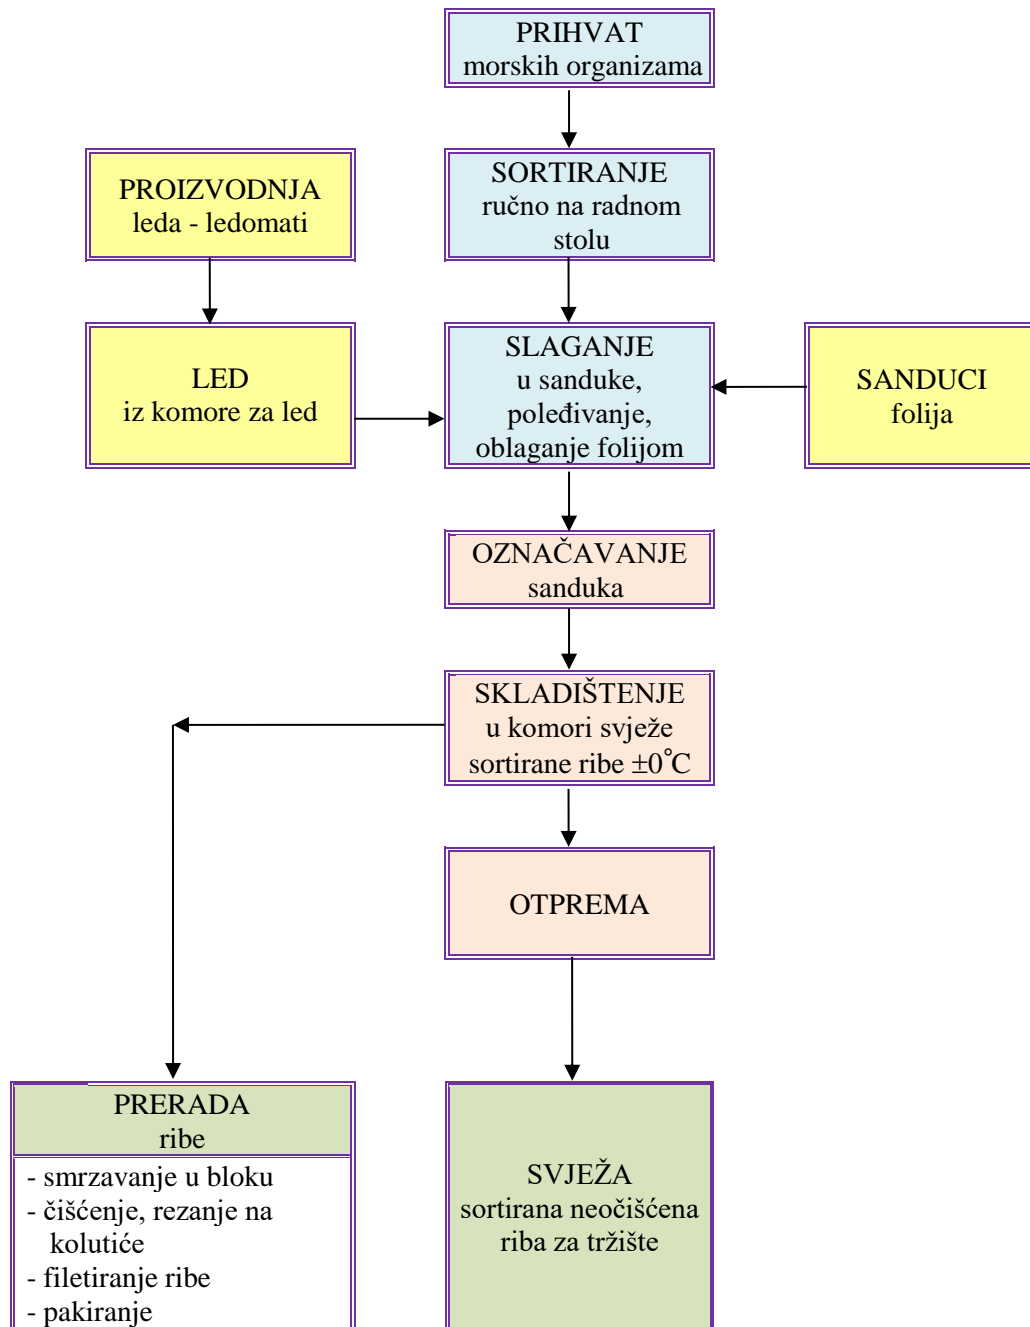 PRIHVAT
morskih organizama
SORTIRANJE
ručno na radnom
stolu
PROIZVODNJA
leda - ledomati
LED
iz komore za led
SLAGANJE
u sanduke,
poleđivanje,
oblaganje folijom
SANDUCI
folija
OZNAČAVANJE
sanduka
SKLADIŠTENJE
u komori svježe
sortirane ribe ±0°C
OTPREMA
PRERADA
ribe
- smrzavanje u bloku
- čišćenje, rezanje na
kolutiće
- filetiranje ribe
- pakiranje
SVJEŽA
sortirana neočišćena
riba za tržište